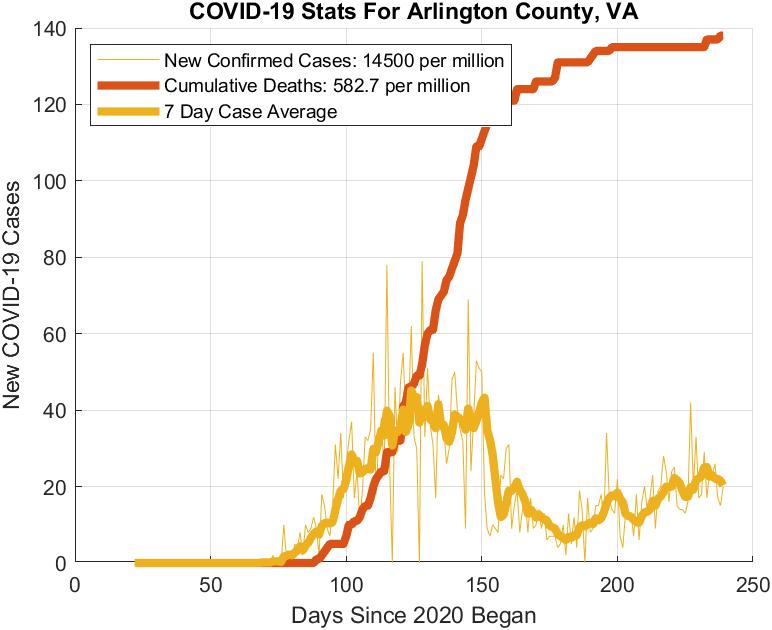 COVID-19 Stats For Arlington County, VA
New Confirmed Cases: 14500 per million
Cumulative Deaths: 582.7 per million
7 Day Case Average
New COVID-19 Cases
140
120
100
80
60
40
20
0
0 50 100 150 200 250
Days Since 2020 Began